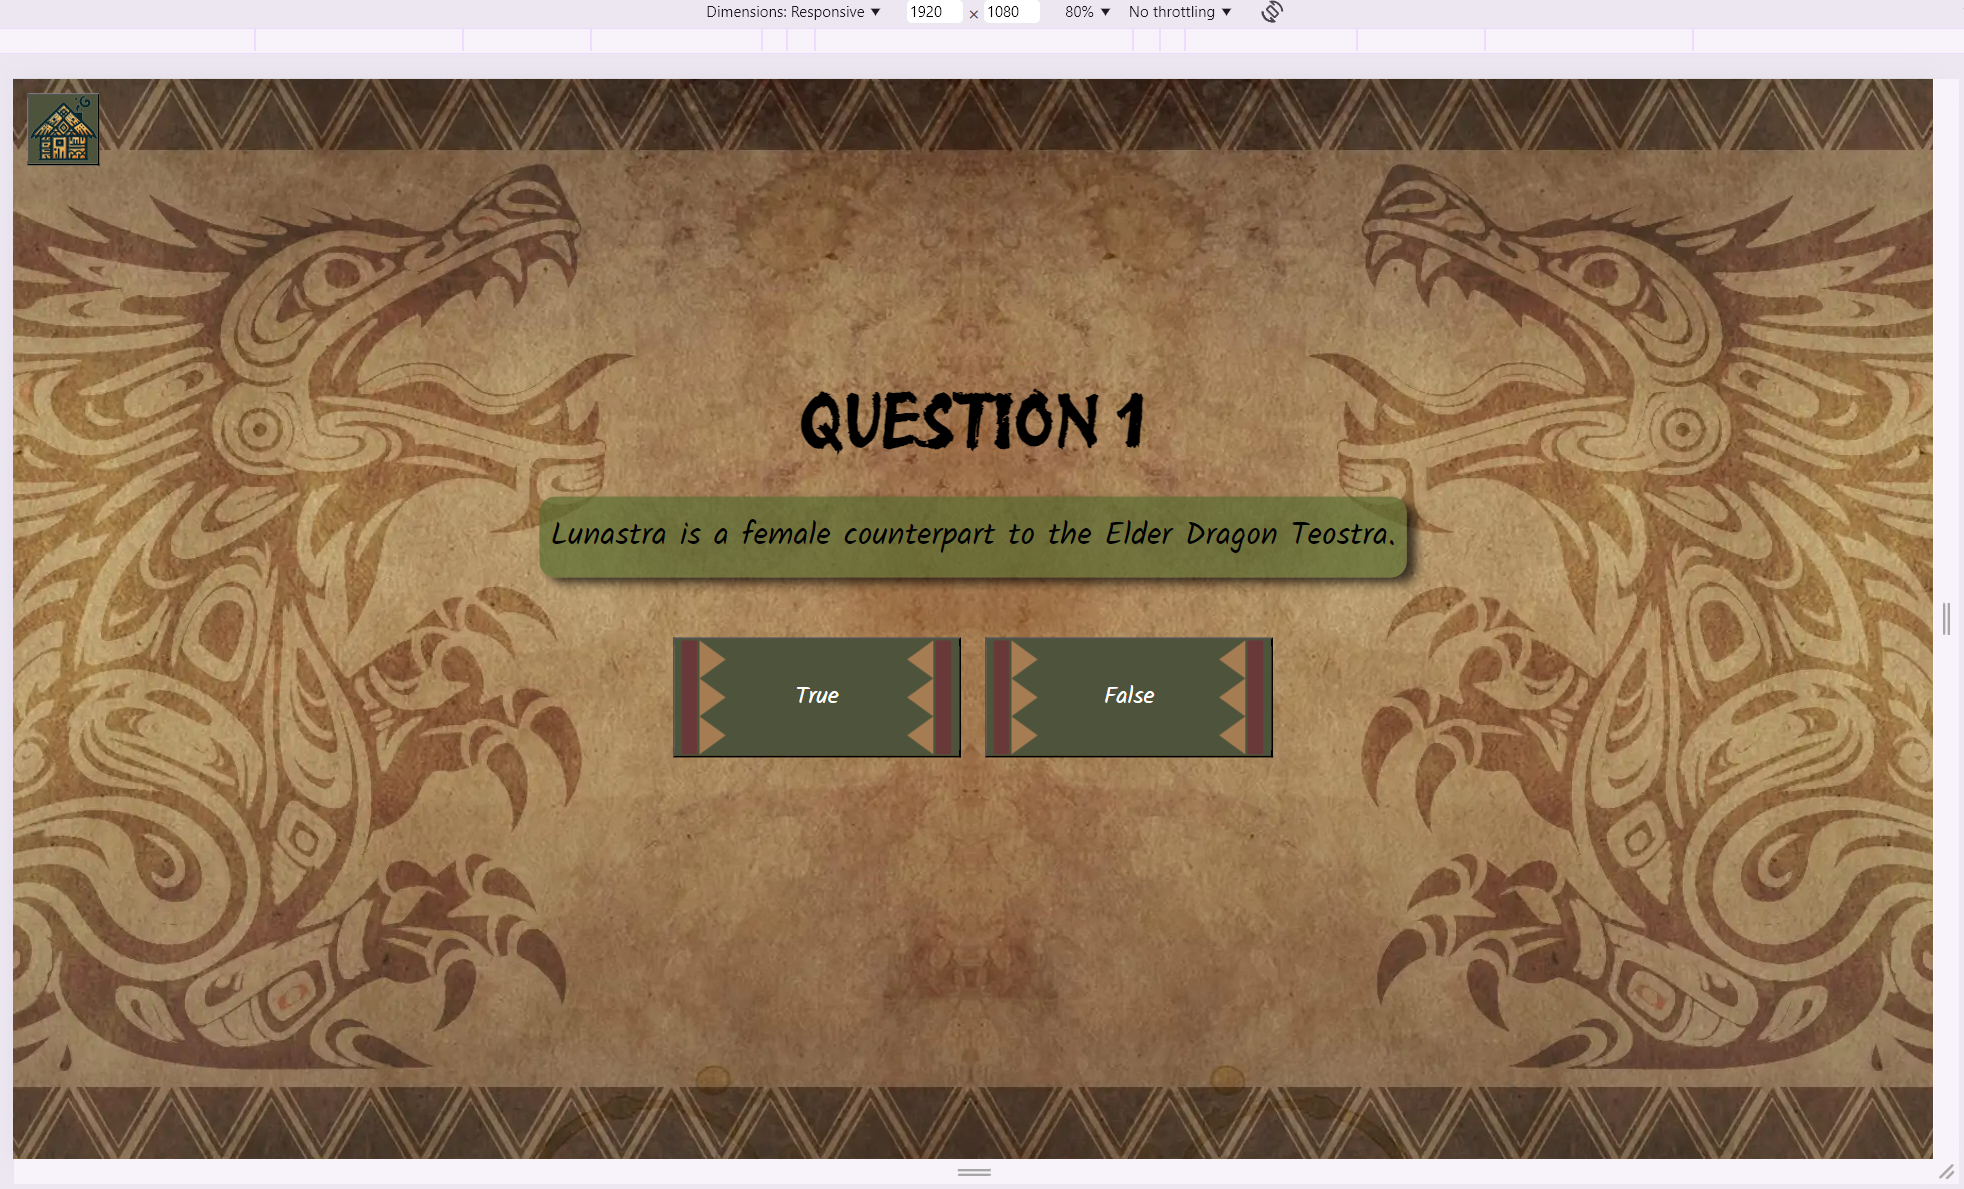 Dimensions: Responsive ▼ 1920 × 1080 80% ▼ No throttling ▼
QUESTION 1
Lunastra is a female counterpart to the Elder Dragon Teostra.
True
False